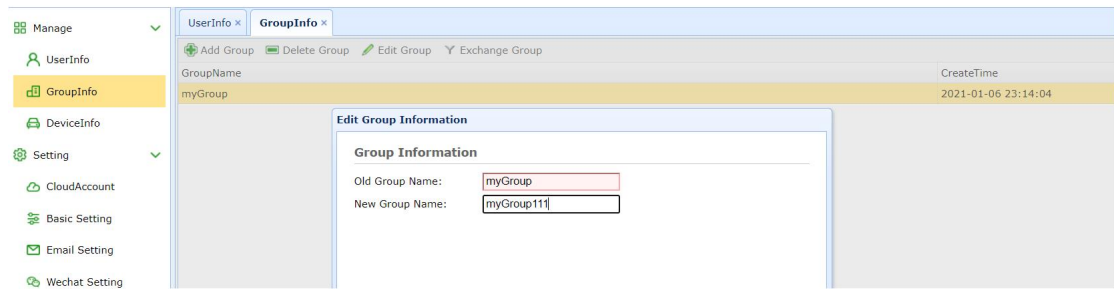 Manage
UserInfo
GroupInfo
DeviceInfo
Setting
CloudAccount
Basic Setting
Email Setting
Wechat Setting
UserInfo × GroupInfo ×
Add Group Delete Group Edit Group Exchange Group
GroupName CreateTime
myGroup 2021-01-06 23:14:04
Edit Group Information
Group Information
Old Group Name: myGroup
New Group Name: myGroup111